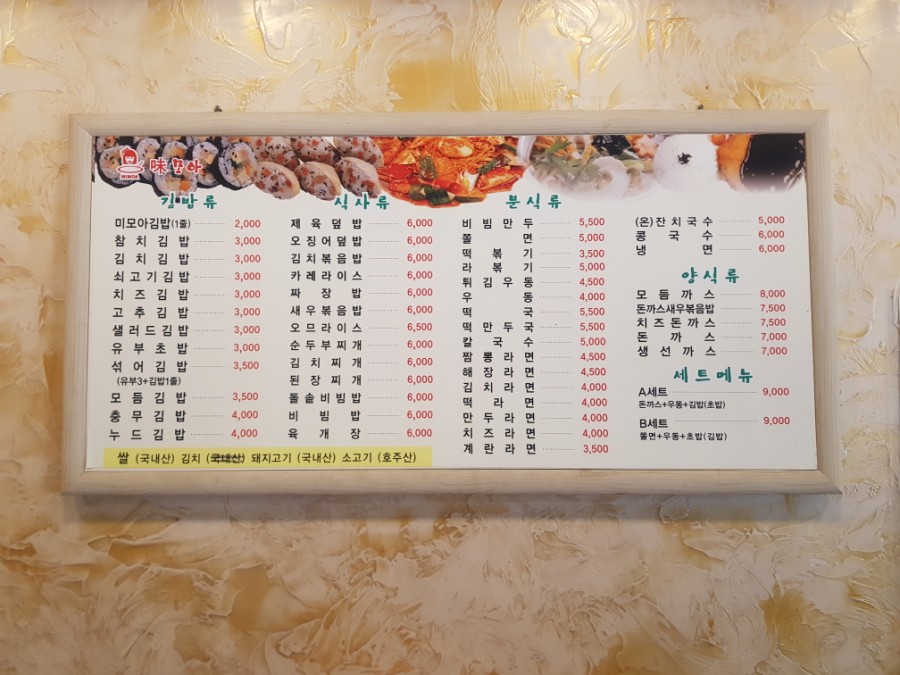 味모아
MIMOA
김밥류
미모아김밥(1줄) 2,000
참치김밥 3,000
김치김밥 3,000
쇠고기김밥 3,000
치즈김밥 3,000
고추김밥 3,000
샐러드김밥 3,000
유부초밥 3,000
섞어김밥 3,500
(유부3+김밥1줄)
모듬김밥 3,500
충무김밥 4,000
누드김밥 4,000
식사류
제육덮밥 6,000
오징어덮밥 6,000
김치볶음밥 6,000
카레라이스 6,000
짜장밥 6,000
새우볶음밥 6,000
오므라이스 6,500
순두부찌개 6,000
김치찌개 6,000
된장찌개 6,000
돌솥비빔밥 6,000
비빔밥 6,000
육개장 6,000
쌀 (국내산) 김치 (국내산) 돼지고기 (국내산) 소고기 (호주산)
분식류
비빔만두 5,500
쫄면 5,000
떡볶기 3,500
라볶기 5,000
튀김우동 4,500
우동 4,000
떡국 5,500
떡만두국 5,500
칼국수 5,000
짬뽕라면 4,500
해장라면 4,500
김치라면 4,000
떡라면 4,000
만두라면 4,000
치즈라면 4,000
계란라면 3,500
(온)잔치국수 5,000
콩국수 6,000
냉면 6,000
양식류
모듬까스 8,000
돈까스새우볶음밥 7,500
치즈돈까스 7,500
돈까스 7,000
생선까스 7,000
세트메뉴
A세트 9,000
돈까스+우동+김밥(초밥)
B세트 9,000
쫄면+우동+초밥(김밥)